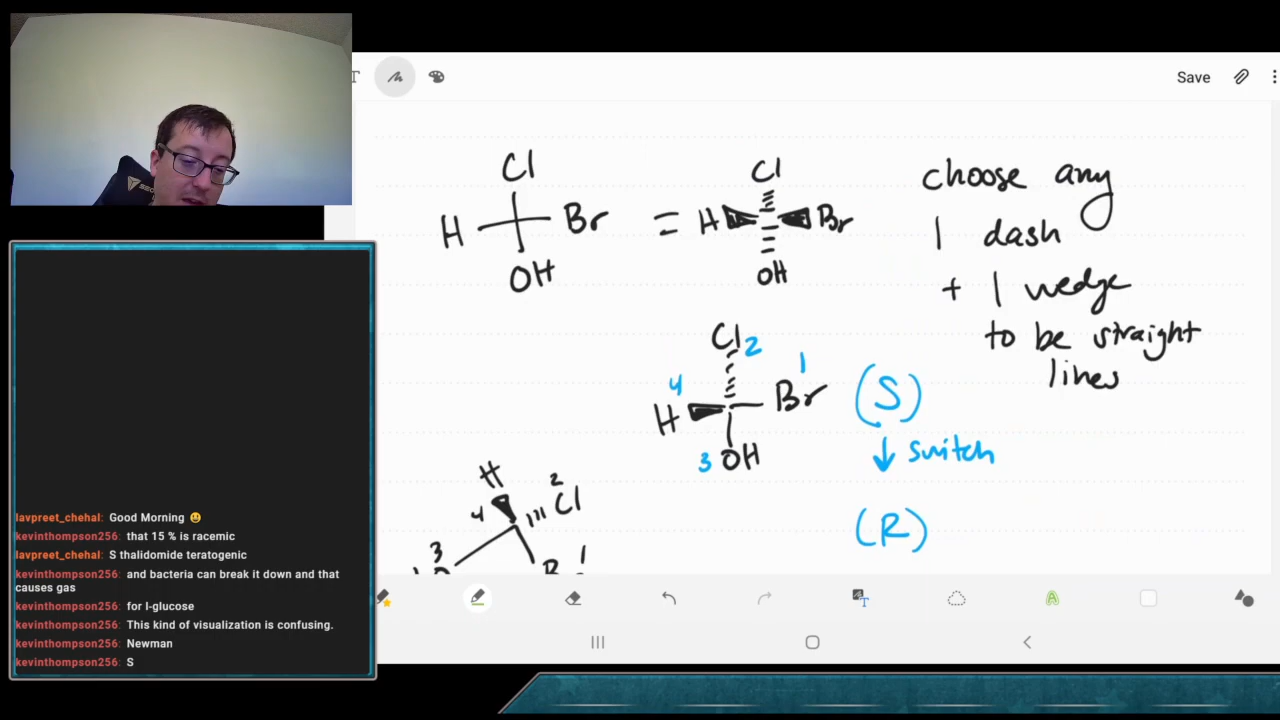 T
Save
Cl
H Br
OH
=
Cl
H Br
OH
choose any
1 dash
+ 1 wedge
to be straight
lines
Cl 2
4 1
H Br
3 OH
(S)
↓ switch
(R)
H
4
2
Cl
3
1
lavpreet_chehal: Good Morning 😃
kevinthompson256: that 15 % is racemic
lavpreet_chehal: S thalidomide teratogenic
kevinthompson256: and bacteria can break it down and that
causes gas
kevinthompson256: for l-glucose
kevinthompson256: This kind of visualization is confusing.
kevinthompson256: Newman
kevinthompson256: S